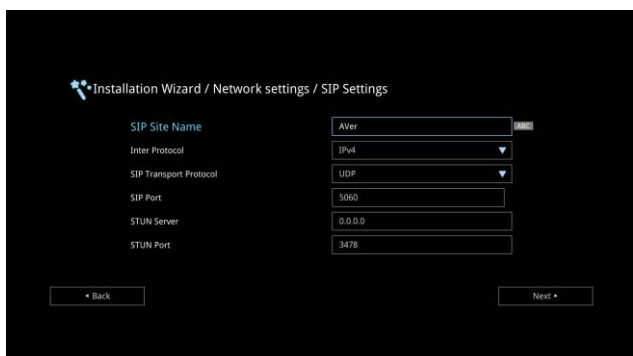 Installation Wizard / Network settings / SIP Settings
SIP Site Name AVer ABC
Inter Protocol IPv4
SIP Transport Protocol UDP
SIP Port 5060
STUN Server 0.0.0.0
STUN Port 3478
Back Next